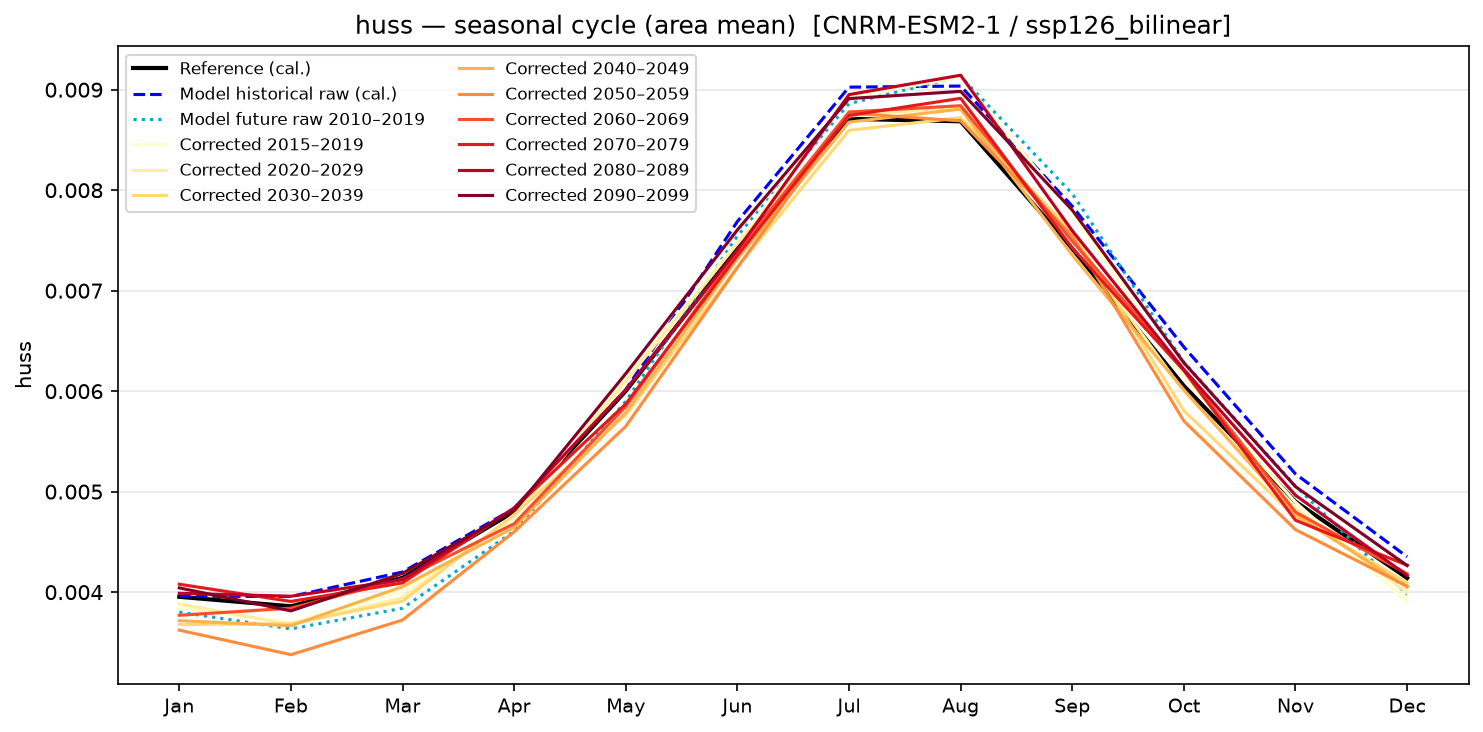 huss — seasonal cycle (area mean)  [CNRM-ESM2-1 / ssp126_bilinear]
Reference (cal.)
Model historical raw (cal.)
Model future raw 2010–2019
Corrected 2015–2019
Corrected 2020–2029
Corrected 2030–2039
Corrected 2040–2049
Corrected 2050–2059
Corrected 2060–2069
Corrected 2070–2079
Corrected 2080–2089
Corrected 2090–2099
huss
0.009
0.008
0.007
0.006
0.005
0.004
Jan Feb Mar Apr May Jun Jul Aug Sep Oct Nov Dec